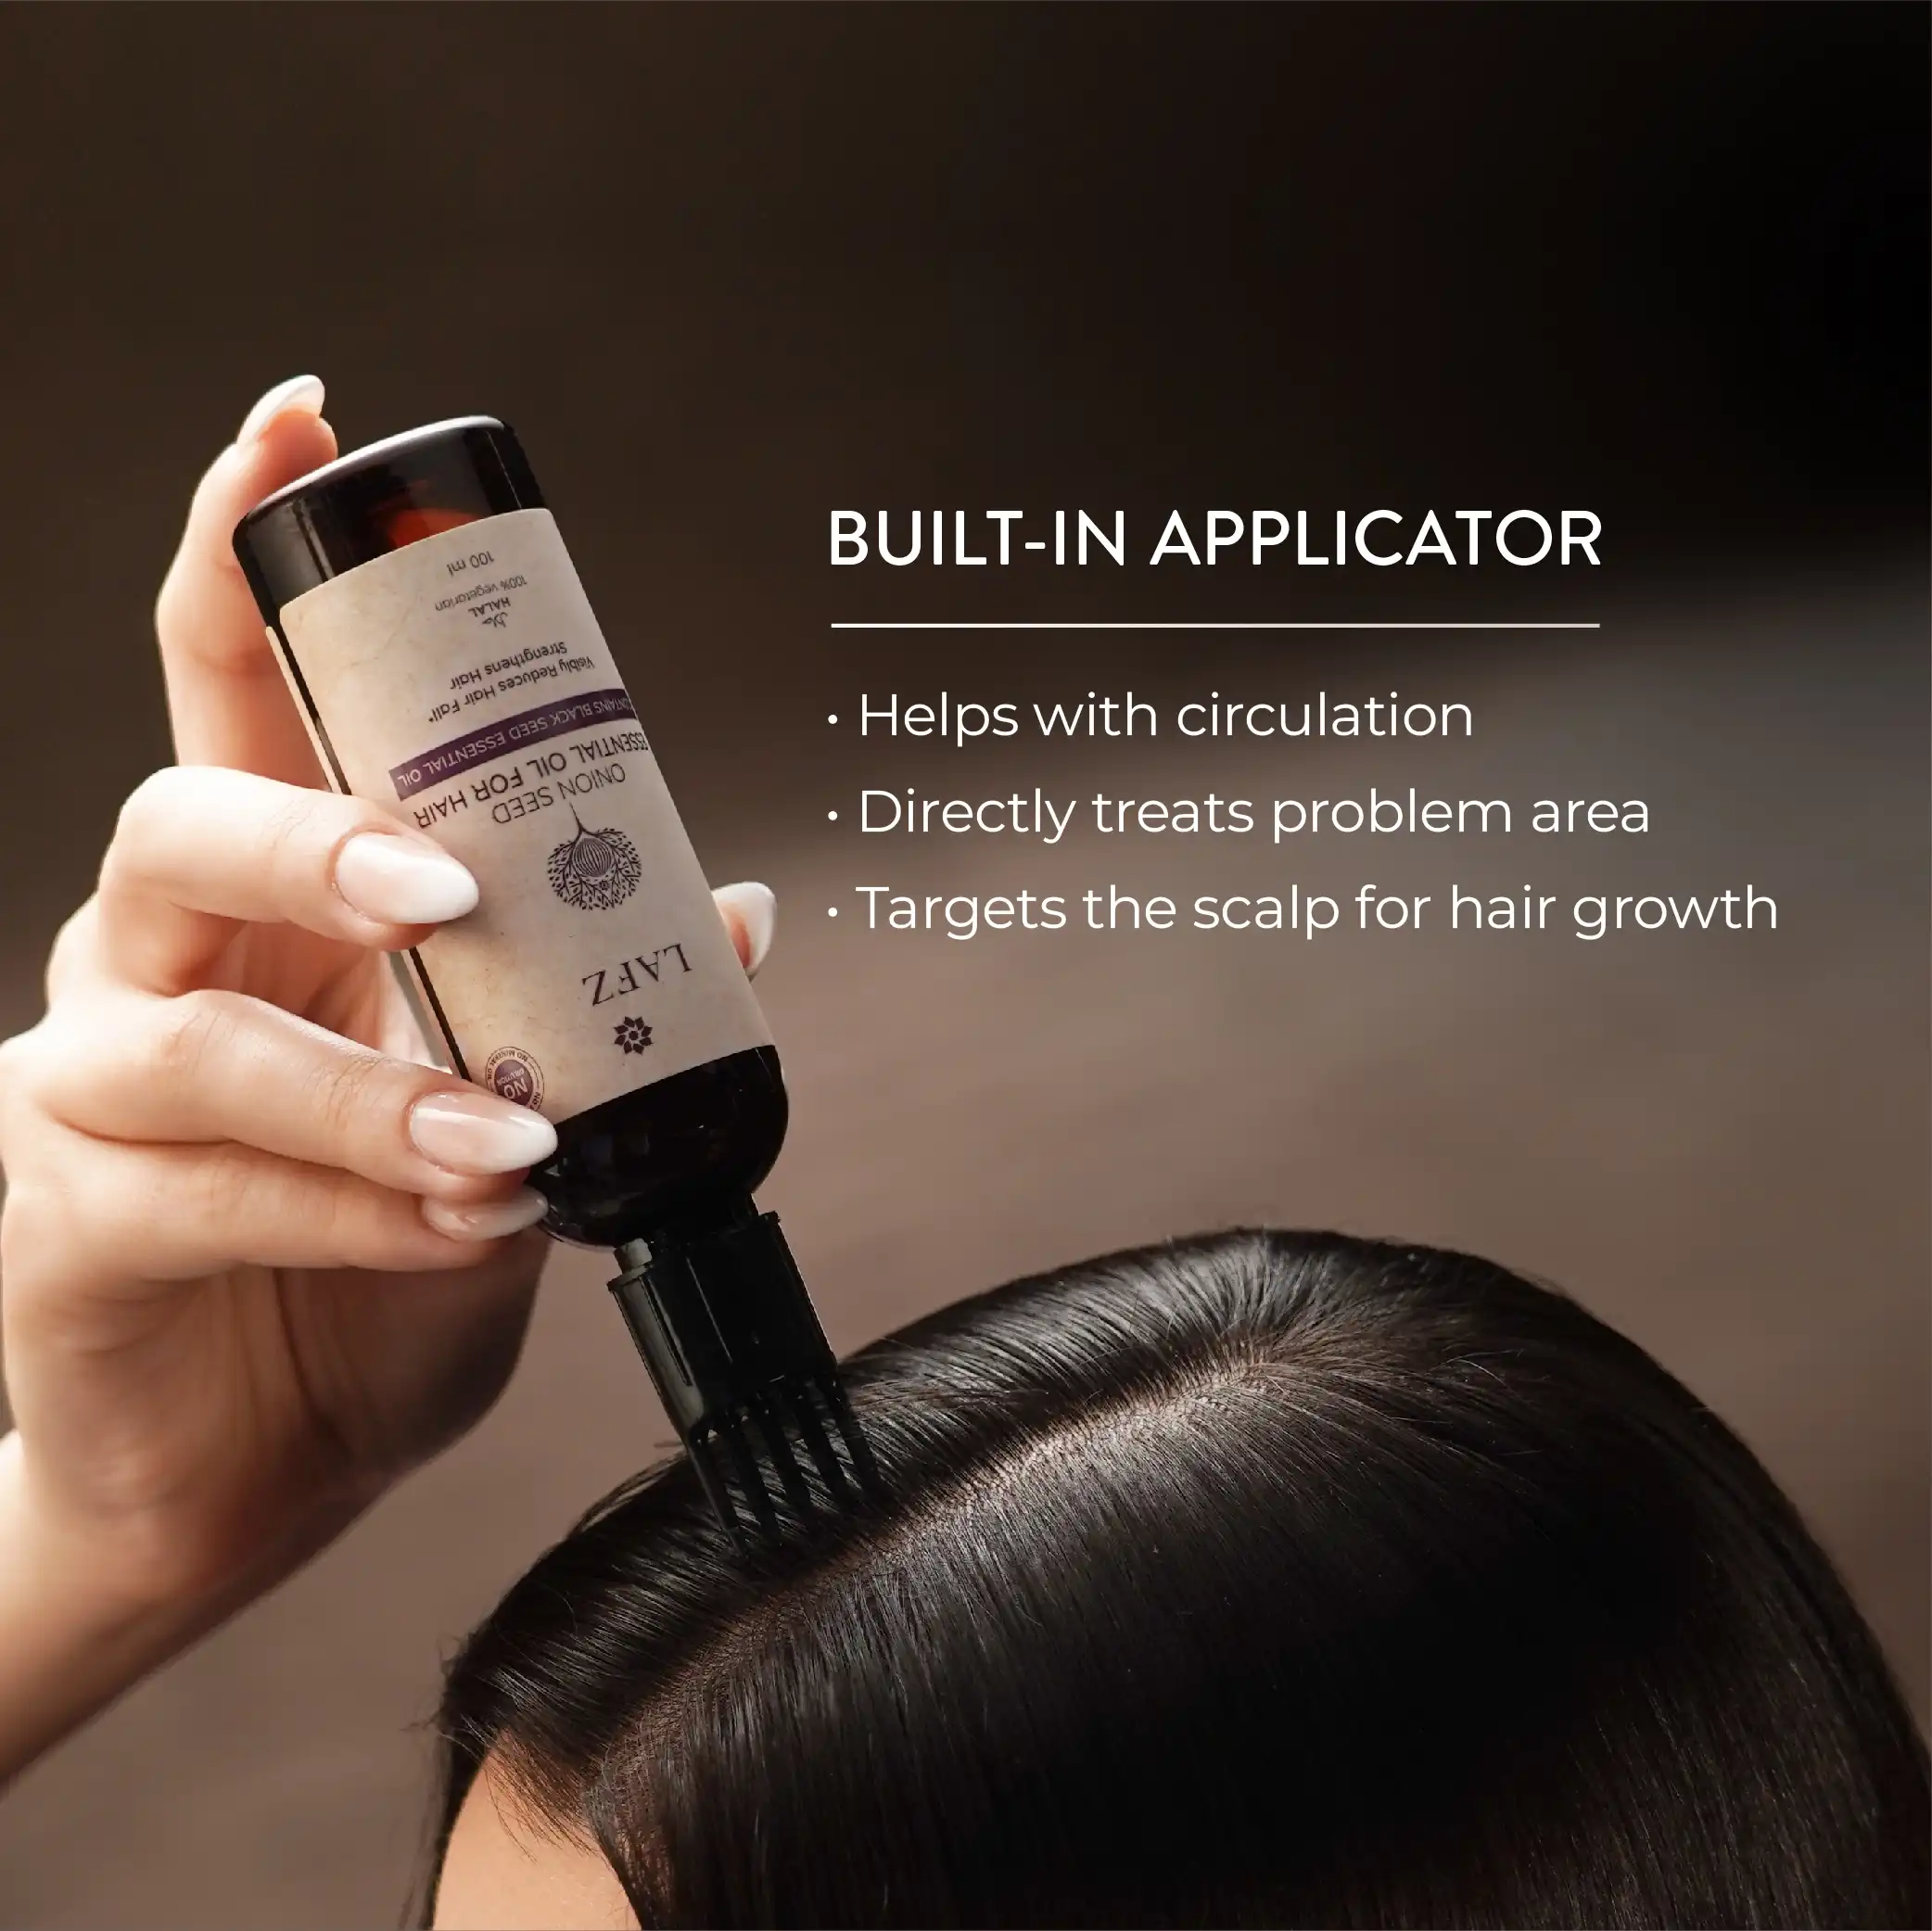 BUILT-IN APPLICATOR
• Helps with circulation
• Directly treats problem area
• Targets the scalp for hair growth
LAFZ
ONION SEED
ESSENTIAL OIL FOR HAIR
CONTAINS BLACK SEED ESSENTIAL OIL
Visibly Reduces Hair Fall*
Strengthens Hair
HALAL
100% vegetarian
100 ml
NO